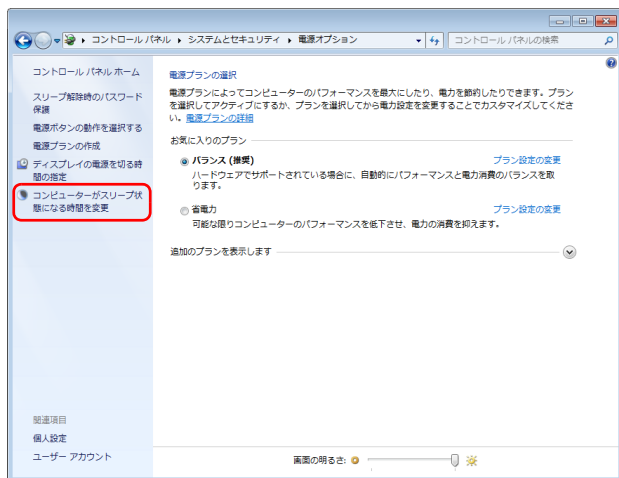 コントロール パネル ▸ システムとセキュリティ ▸ 電源オプション
コントロール パネルの検索
コントロール パネル ホーム
スリープ解除時のパスワード
保護
電源ボタンの動作を選択する
電源プランの作成
ディスプレイの電源を切る時
間の指定
コンピューターがスリープ状
態になる時間を変更
関連項目
個人設定
ユーザー アカウント
電源プランの選択
電源プランによってコンピューターのパフォーマンスを最大にしたり、電力を節約したりできます。プラン
を選択してアクティブにするか、プランを選択してから電力設定を変更することでカスタマイズしてくださ
い。電源プランの詳細
お気に入りのプラン
バランス (推奨) プラン設定の変更
ハードウェアでサポートされている場合に、自動的にパフォーマンスと電力消費のバランスを取
ります。
省電力 プラン設定の変更
可能な限りコンピューターのパフォーマンスを低下させ、電力の消費を抑えます。
追加のプランを表示します
画面の明るさ: